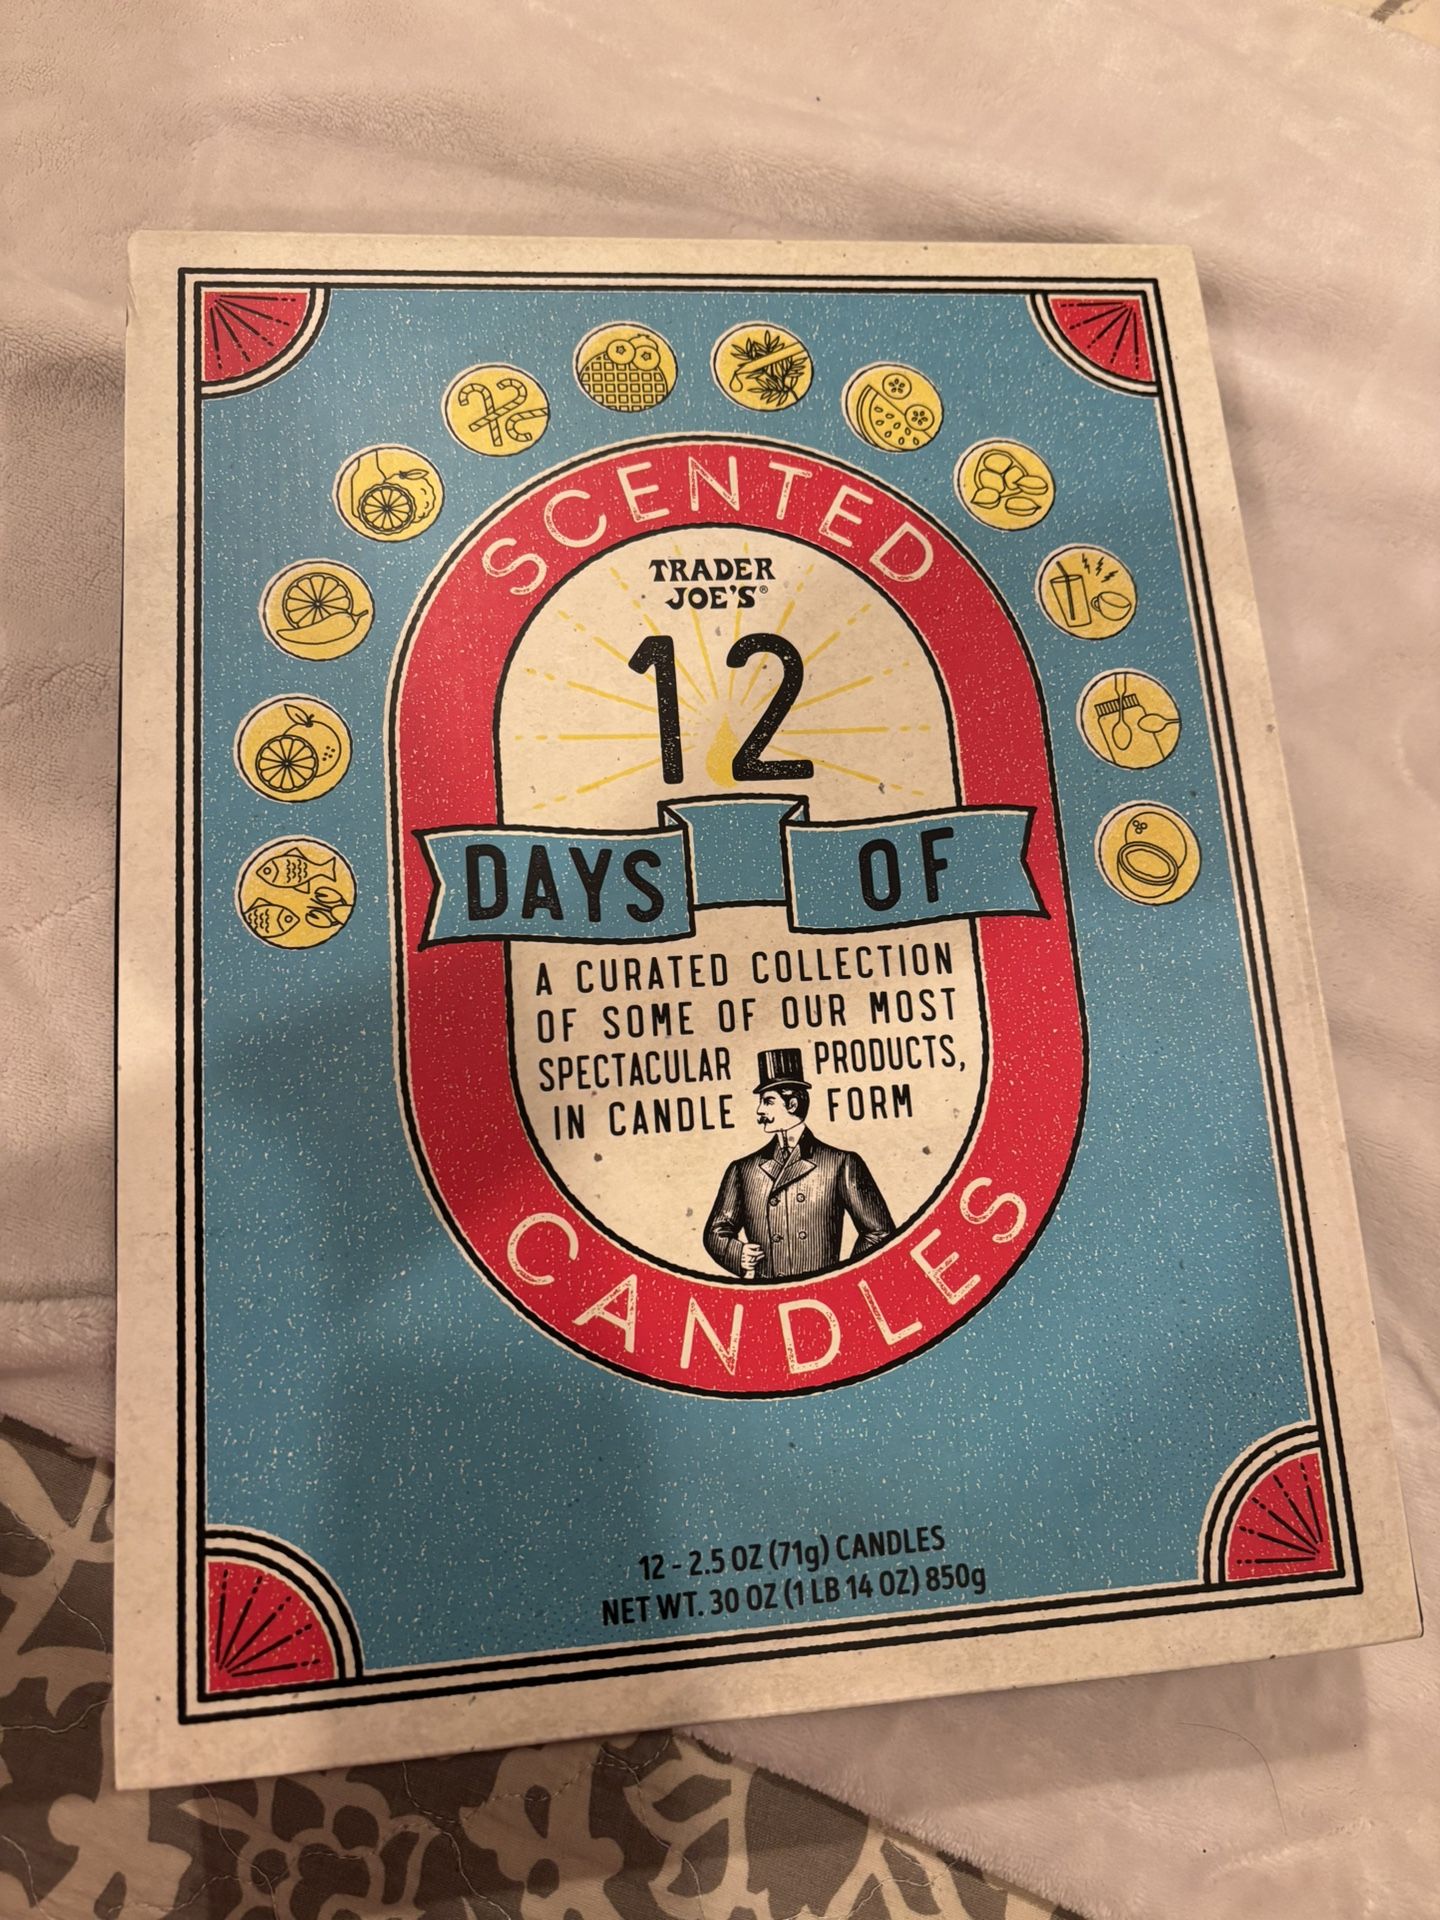 SCENTED
TRADER
JOE'S®
12
DAYS OF
A CURATED COLLECTION
OF SOME OF OUR MOST
SPECTACULAR PRODUCTS,
IN CANDLE FORM
CANDLES
12 - 2.5 OZ (71g) CANDLES
NET WT. 30 OZ (1 LB 14 OZ) 850g